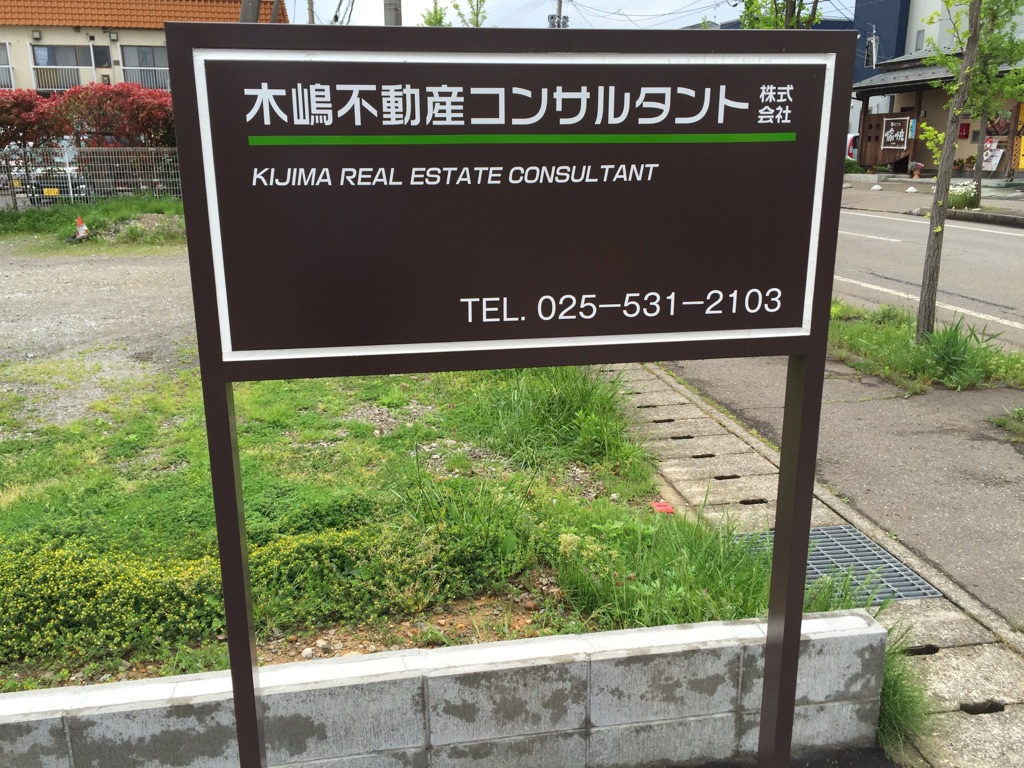 木嶋不動産コンサルタント 株式会社
KIJIMA REAL ESTATE CONSULTANT
TEL. 025-531-2103